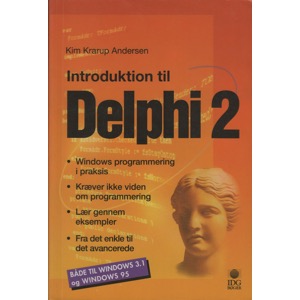 Kim Krarup Andersen
Introduktion til
Delphi 2
• Windows programmering
i praksis
• Kræver ikke viden
om programmering
• Lær gennem
eksempler
• Fra det enkle til
det avancerede
BÅDE TIL WINDOWS 3.1
og WINDOWS 95
IDG